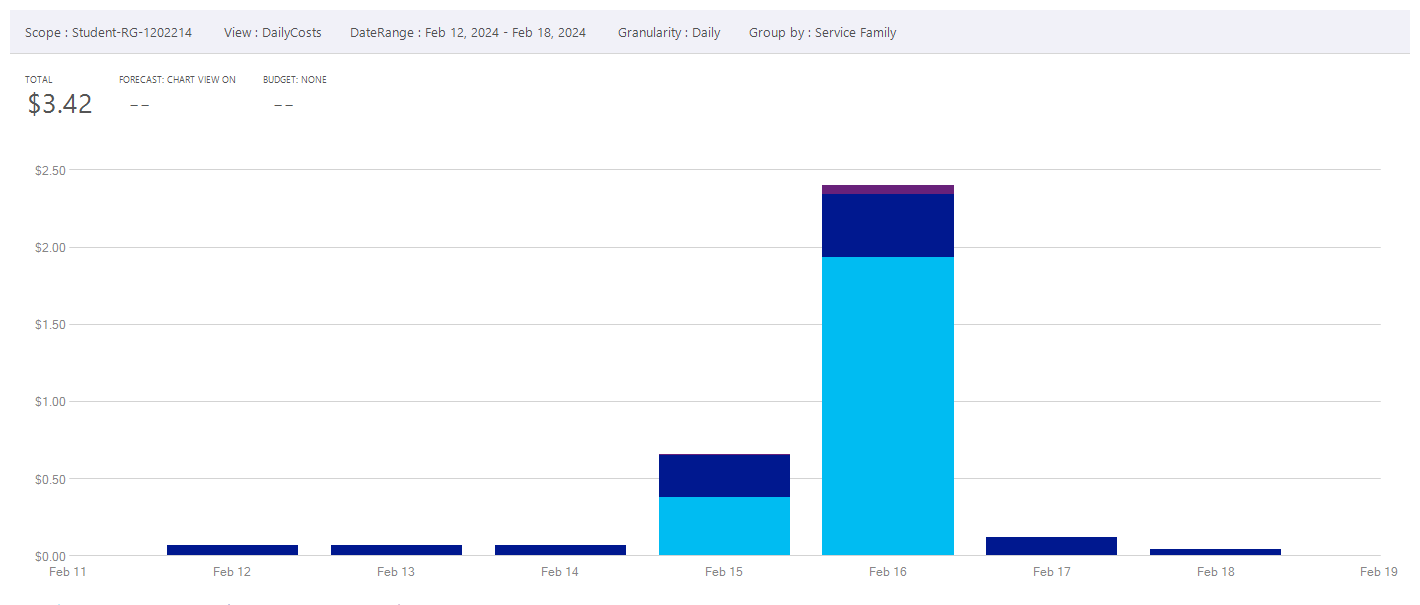 Scope : Student-RG-1202214 View : DailyCosts DateRange : Feb 12, 2024 - Feb 18, 2024 Granularity : Daily Group by : Service Family
TOTAL FORECAST: CHART VIEW ON BUDGET: NONE
$3.42 -- --
$2.50
$2.00
$1.50
$1.00
$0.50
$0.00
Feb 11 Feb 12 Feb 13 Feb 14 Feb 15 Feb 16 Feb 17 Feb 18 Feb 19